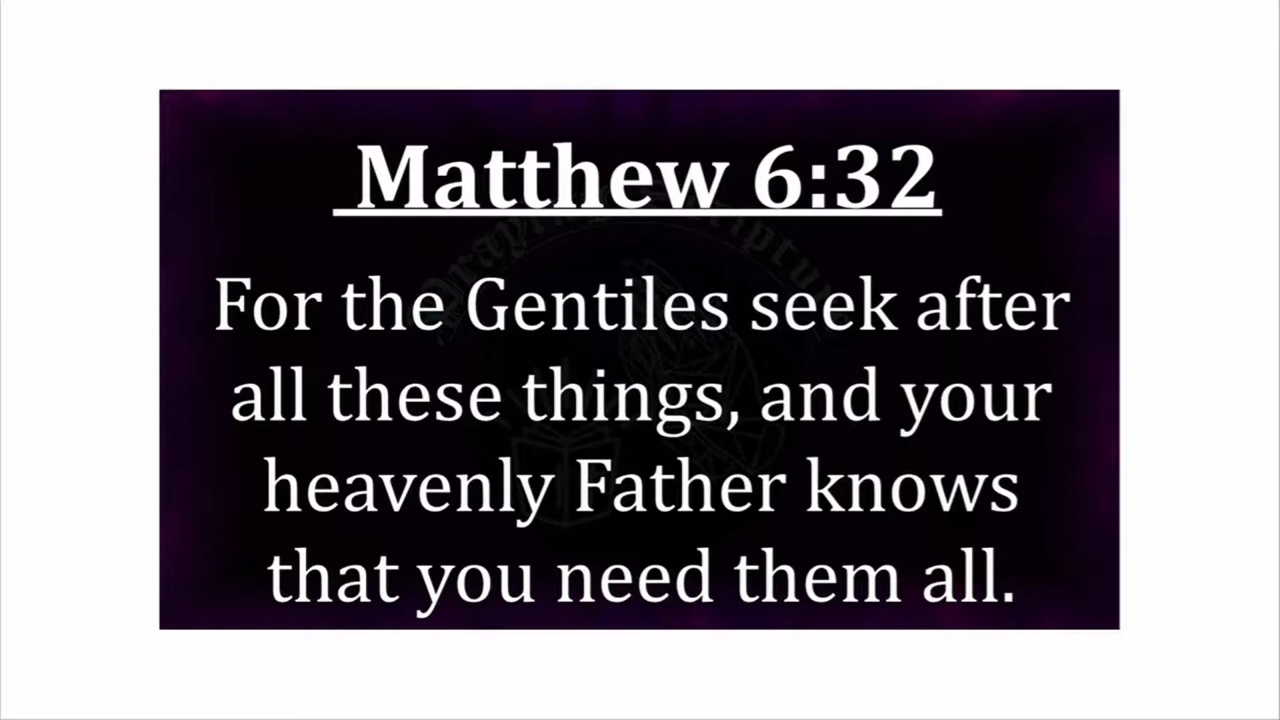 Matthew 6:32
For the Gentiles seek after
all these things, and your
heavenly Father knows
that you need them all.